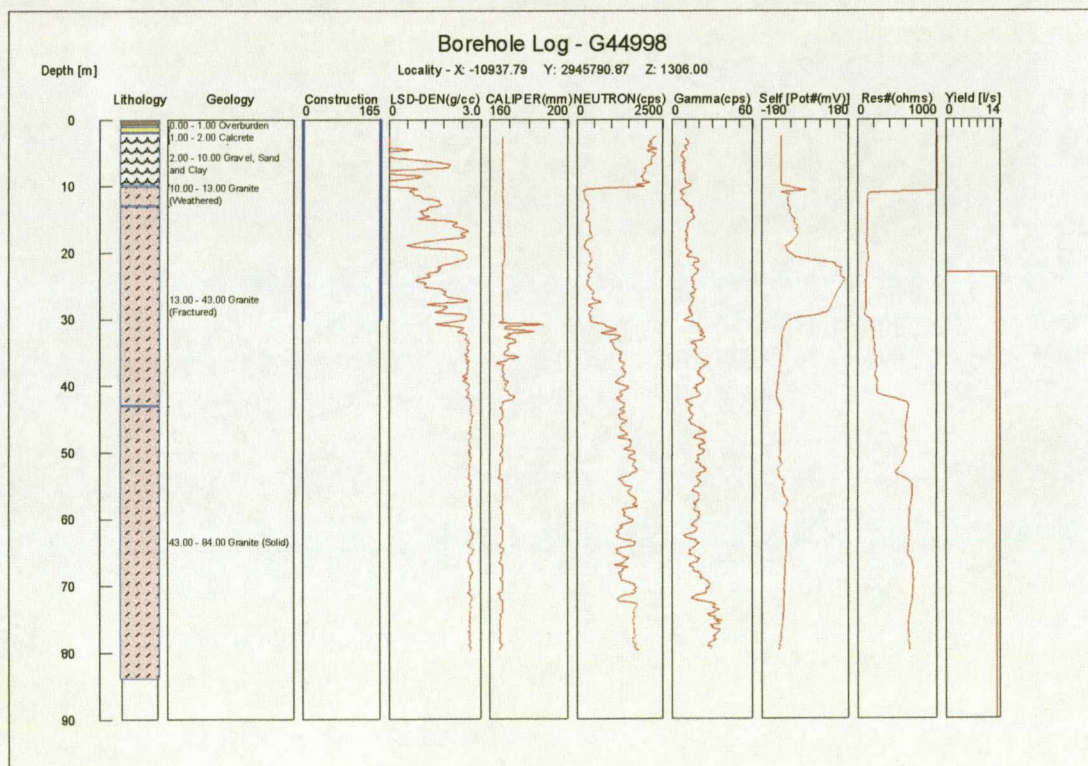 Borehole Log - G44998
Depth [m]
Locality - X: -10937.79 Y: 2945790.87 Z: 1306.00
Lithology Geology Construction LSD-DEN(g/cc) CALIPER(mm) NEUTRON(cps) Gamma(cps) Self [Pot#(mV)] Res#(ohms) Yield [l/s]
0 165 0 3.0 160 200 0 2500 0 60 -180 180 0 1000 0 14
0
0.00 - 1.00 Overburden
1.00 - 2.00 Calcrete
2.00 - 10.00 Gravel, Sand
and Clay
10
10.00 - 13.00 Granite
(Weathered)
20
13.00 - 43.00 Granite
(Fractured)
30
40
50
60
43.00 - 84.00 Granite (Solid)
70
80
90